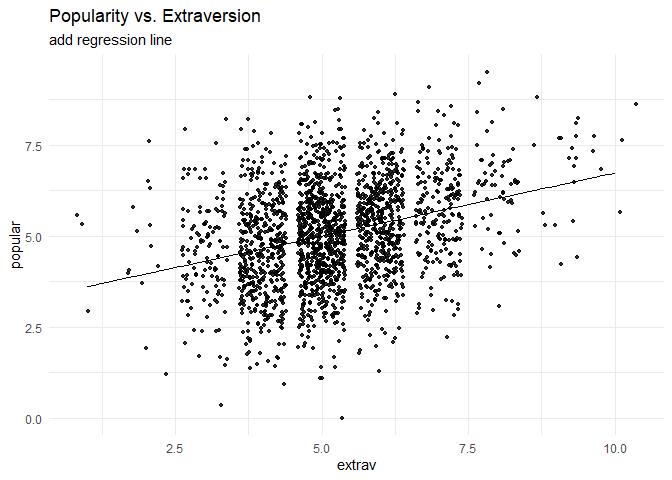 Popularity vs. Extraversion
add regression line
7.5
5.0
2.5
0.0
popular
2.5 5.0 7.5 10.0
extrav